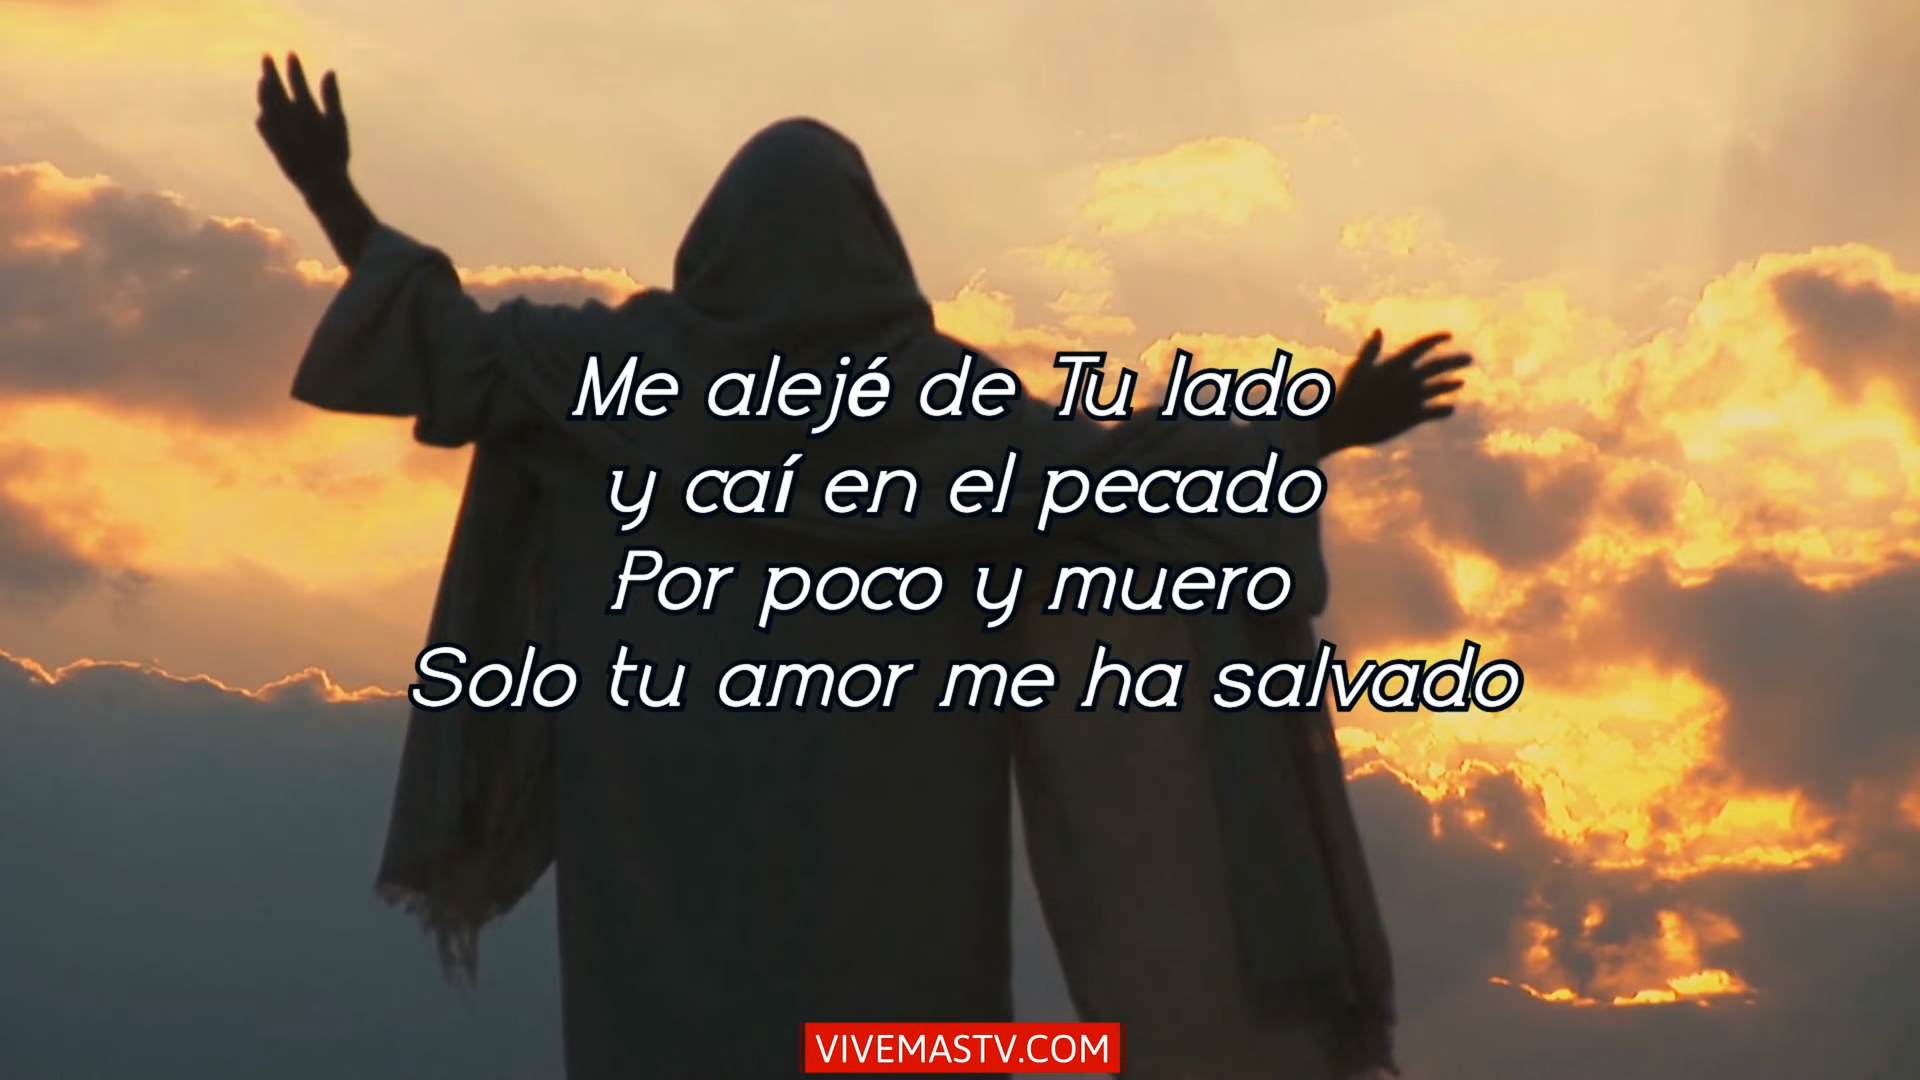 Me alejé de Tu lado
y caí en el pecado
Por poco y muero
Solo tu amor me ha salvado
VIVEMASTV.COM